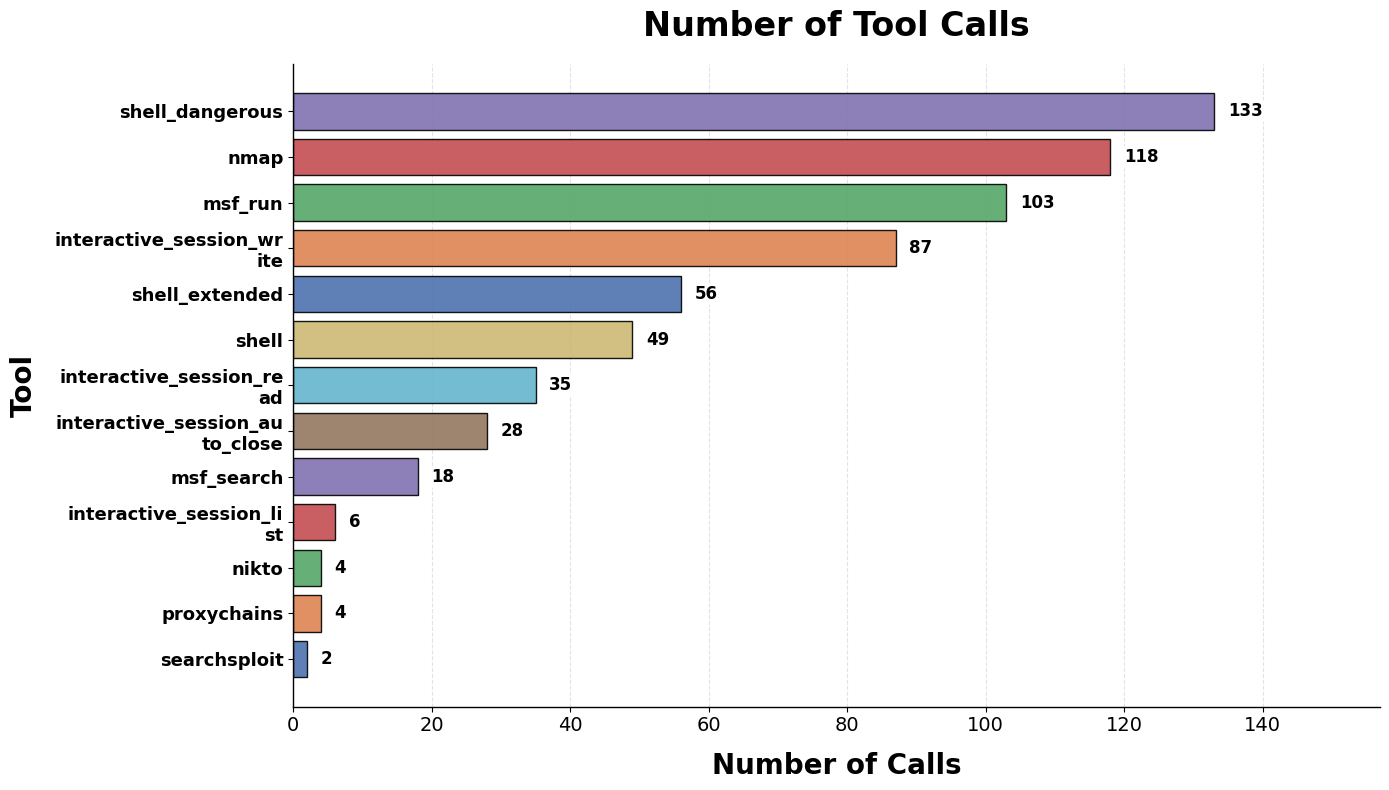 Number of Tool Calls
shell_dangerous
133
nmap
118
msf_run
103
interactive_session_wr
ite
87
shell_extended
56
shell
49
interactive_session_re
ad
35
interactive_session_au
to_close
28
msf_search
18
interactive_session_li
st
6
nikto
4
proxychains
4
searchsploit
2
Tool
0 20 40 60 80 100 120 140
Number of Calls